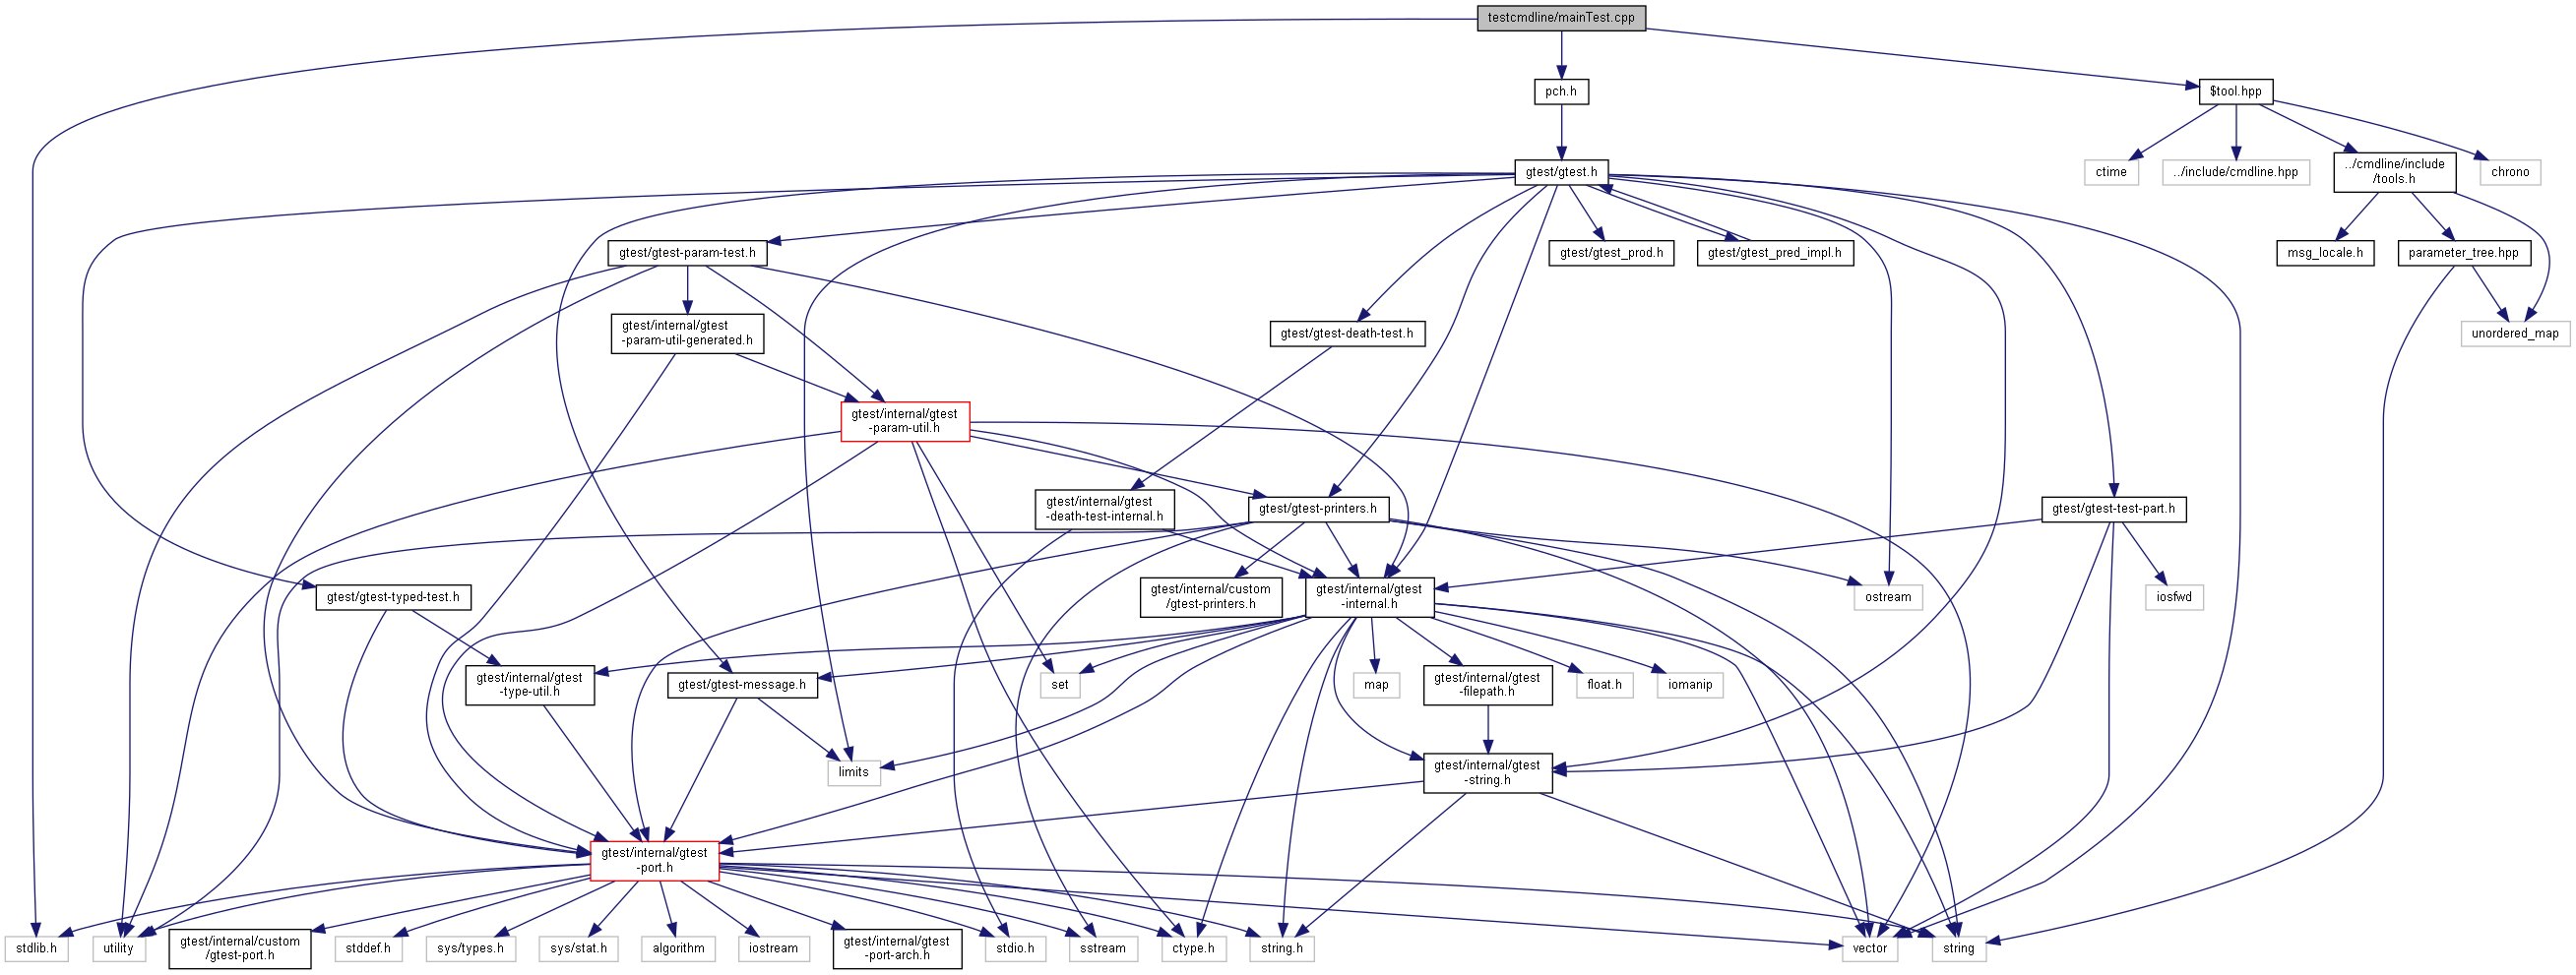 testcmdline/mainTest.cpp
pch.h
$tool.hpp
gtest/gtest.h
ctime
../include/cmdline.hpp
../cmdline/include
/tools.h
chrono
gtest/gtest-param-test.h
gtest/gtest_prod.h
gtest/gtest_pred_impl.h
msg_locale.h
parameter_tree.hpp
gtest/internal/gtest
-param-util-generated.h
gtest/gtest-death-test.h
unordered_map
gtest/internal/gtest
-param-util.h
gtest/internal/gtest
-death-test-internal.h
gtest/gtest-printers.h
gtest/gtest-test-part.h
gtest/gtest-typed-test.h
gtest/internal/custom
/gtest-printers.h
gtest/internal/gtest
-internal.h
ostream
iosfwd
gtest/internal/gtest
-type-util.h
gtest/gtest-message.h
set
map
gtest/internal/gtest
-filepath.h
float.h
iomanip
limits
gtest/internal/gtest
-string.h
gtest/internal/gtest
-port.h
stdlib.h
utility
gtest/internal/custom
/gtest-port.h
stddef.h
sys/types.h
sys/stat.h
algorithm
iostream
gtest/internal/gtest
-port-arch.h
stdio.h
sstream
ctype.h
string.h
vector
string